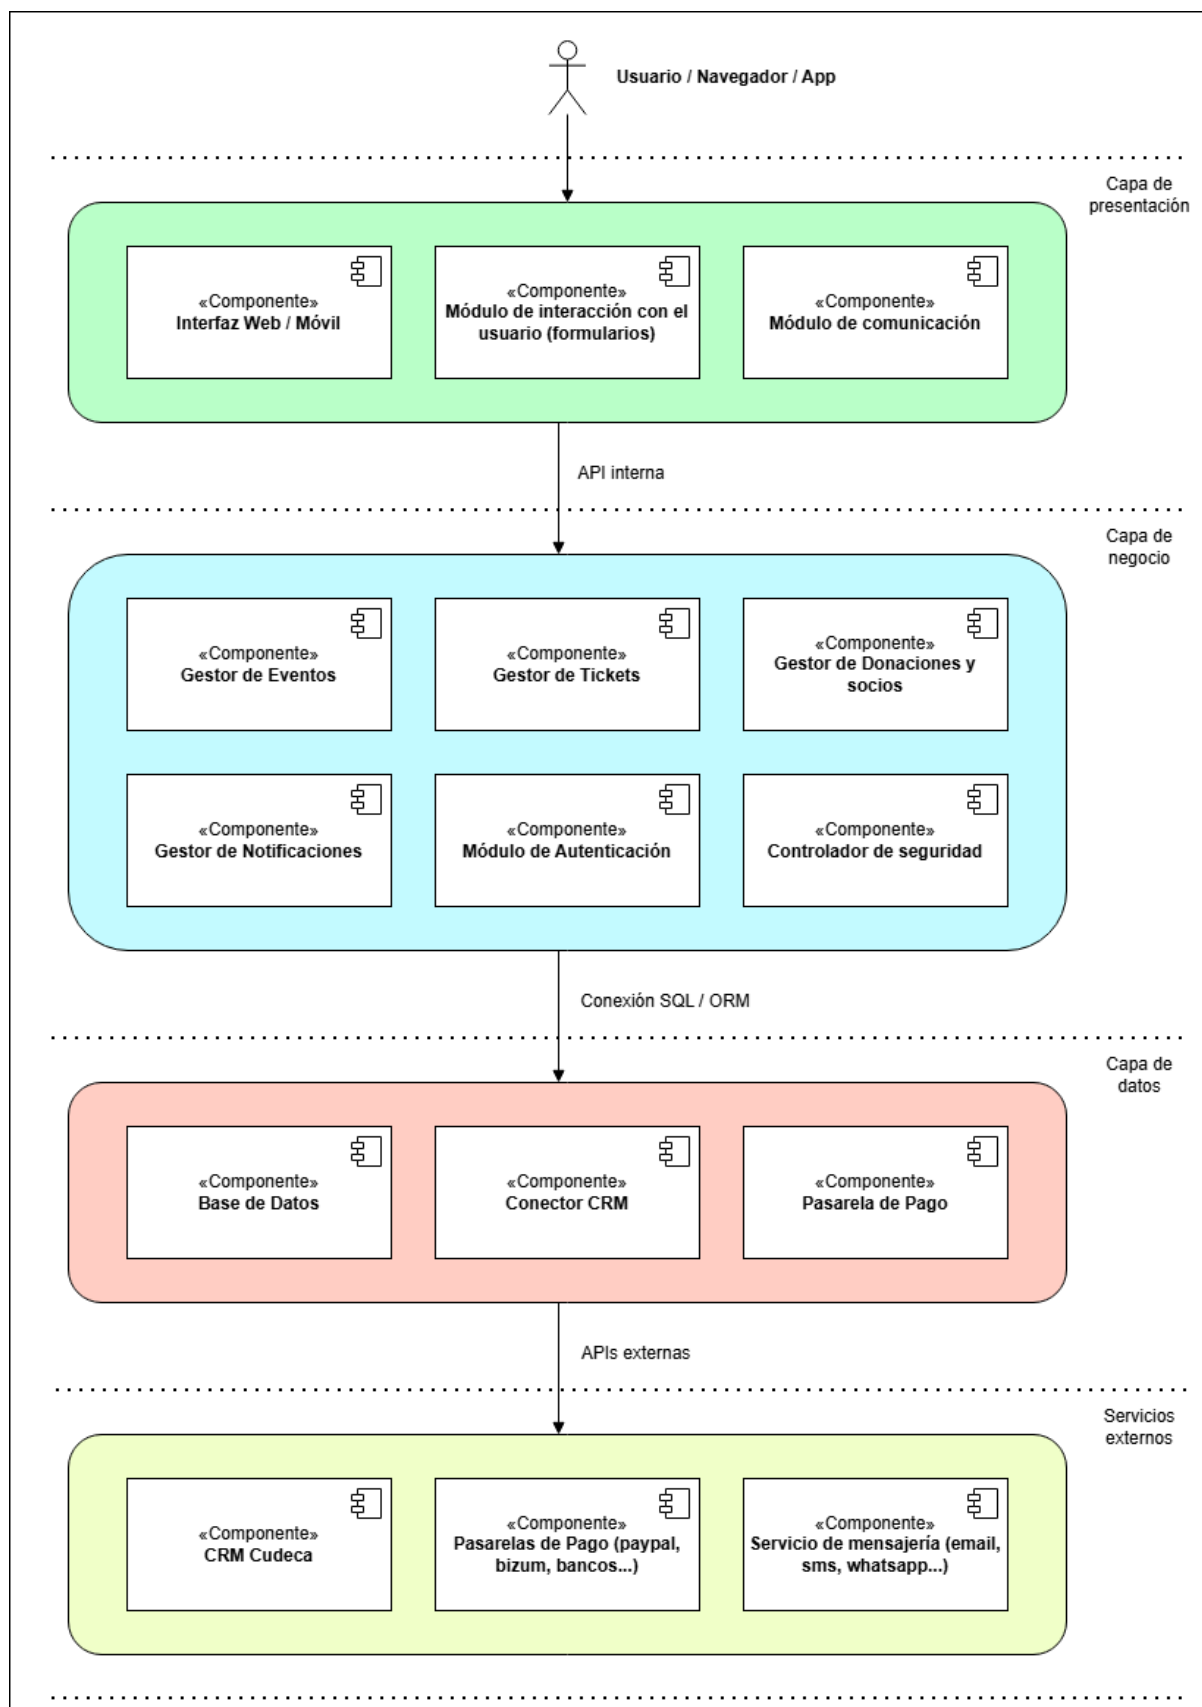 Usuario / Navegador / App
Capa de
presentación
«Componente»
Interfaz Web / Móvil
«Componente»
Módulo de interacción con el
usuario (formularios)
«Componente»
Módulo de comunicación
API interna
Capa de
negocio
«Componente»
Gestor de Eventos
«Componente»
Gestor de Tickets
«Componente»
Gestor de Donaciones y
socios
«Componente»
Gestor de Notificaciones
«Componente»
Módulo de Autenticación
«Componente»
Controlador de seguridad
Conexión SQL / ORM
Capa de
datos
«Componente»
Base de Datos
«Componente»
Conector CRM
«Componente»
Pasarela de Pago
APIs externas
Servicios
externos
«Componente»
CRM Cudeca
«Componente»
Pasarelas de Pago (paypal,
bizum, bancos...)
«Componente»
Servicio de mensajería (email,
sms, whatsapp...)